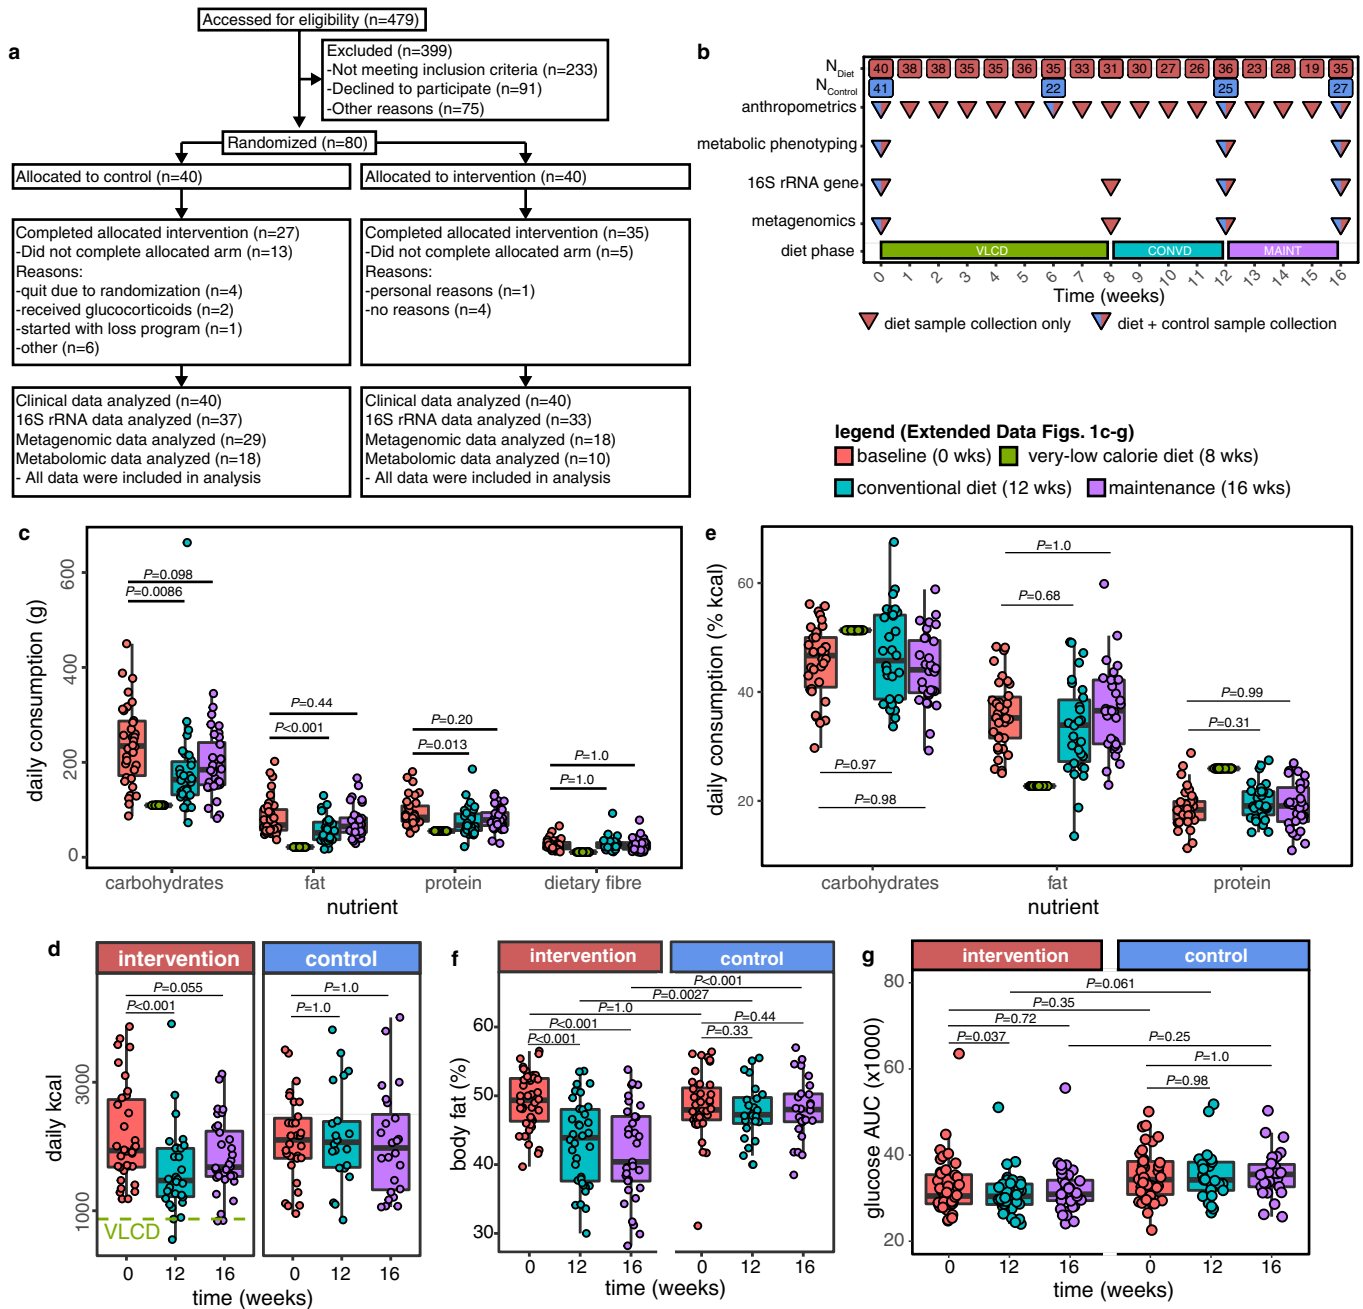 a
Accessed for eligibility (n=479)
Excluded (n=399)
-Not meeting inclusion criteria (n=233)
-Declined to participate (n=91)
-Other reasons (n=75)
Randomized (n=80)
Allocated to control (n=40)
Allocated to intervention (n=40)
Completed allocated intervention (n=27)
-Did not complete allocated arm (n=13)
Reasons:
-quit due to randomization (n=4)
-received glucocorticoids (n=2)
-started with loss program (n=1)
-other (n=6)
Completed allocated intervention (n=35)
-Did not complete allocated arm (n=5)
Reasons:
-personal reasons (n=1)
-no reasons (n=4)
Clinical data analyzed (n=40)
16S rRNA data analyzed (n=37)
Metagenomic data analyzed (n=29)
Metabolomic data analyzed (n=18)
- All data were included in analysis
Clinical data analyzed (n=40)
16S rRNA data analyzed (n=33)
Metagenomic data analyzed (n=18)
Metabolomic data analyzed (n=10)
- All data were included in analysis
b
N Diet 40 38 38 35 35 36 35 33 31 30 27 26 36 23 28 19 35
N Control 41 22 25 27
anthropometrics
metabolic phenotyping
16S rRNA gene
metagenomics
diet phase VLCD CONVD MAINT
0 1 2 3 4 5 6 7 8 9 10 11 12 13 14 15 16
Time (weeks)
diet sample collection only diet + control sample collection
legend (Extended Data Figs. 1c-g)
baseline (0 wks) very-low calorie diet (8 wks)
conventional diet (12 wks) maintenance (16 wks)
c
daily consumption (g)
600
400
200
0
P=0.098
P=0.0086
P=0.44
P<0.001
P=0.20
P=0.013
P=1.0
P=1.0
carbohydrates fat protein dietary fibre
nutrient
e
daily consumption (% kcal)
60
40
20
P=1.0
P=0.68
P=0.99
P=0.31
P=0.97
P=0.98
carbohydrates fat protein
nutrient
d
intervention control
daily kcal
3000
1000
P=0.055
P<0.001
P=1.0
P=1.0
VLCD
0 12 16 0 12 16
time (weeks)
f
intervention control
body fat (%)
60
50
40
30
P<0.001
P=0.0027
P=1.0
P<0.001
P<0.001
P=0.44
P=0.33
0 12 16 0 12 16
time (weeks)
g
intervention control
glucose AUC (x1000)
80
60
40
20
P=0.061
P=0.35
P=0.72
P=0.037
P=0.25
P=1.0
P=0.98
0 12 16 0 12 16
time (weeks)